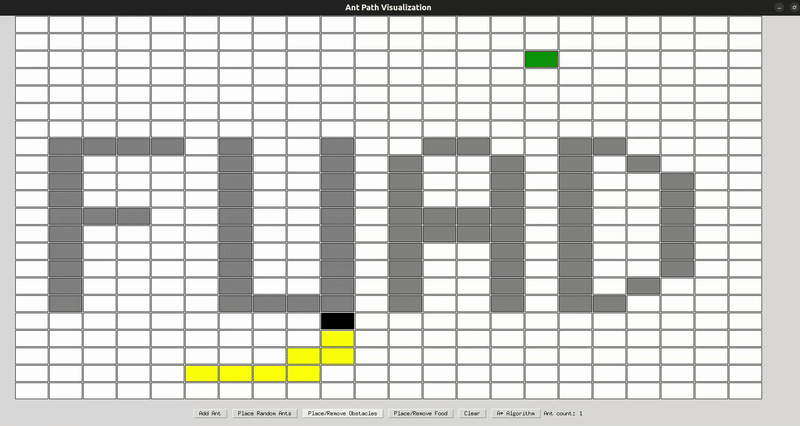 Ant Path Visualization
FUAD
Add Ant Place Random Ants Place/Remove Obstacles Place/Remove Food Clear A* Algorithm Ant count: 1